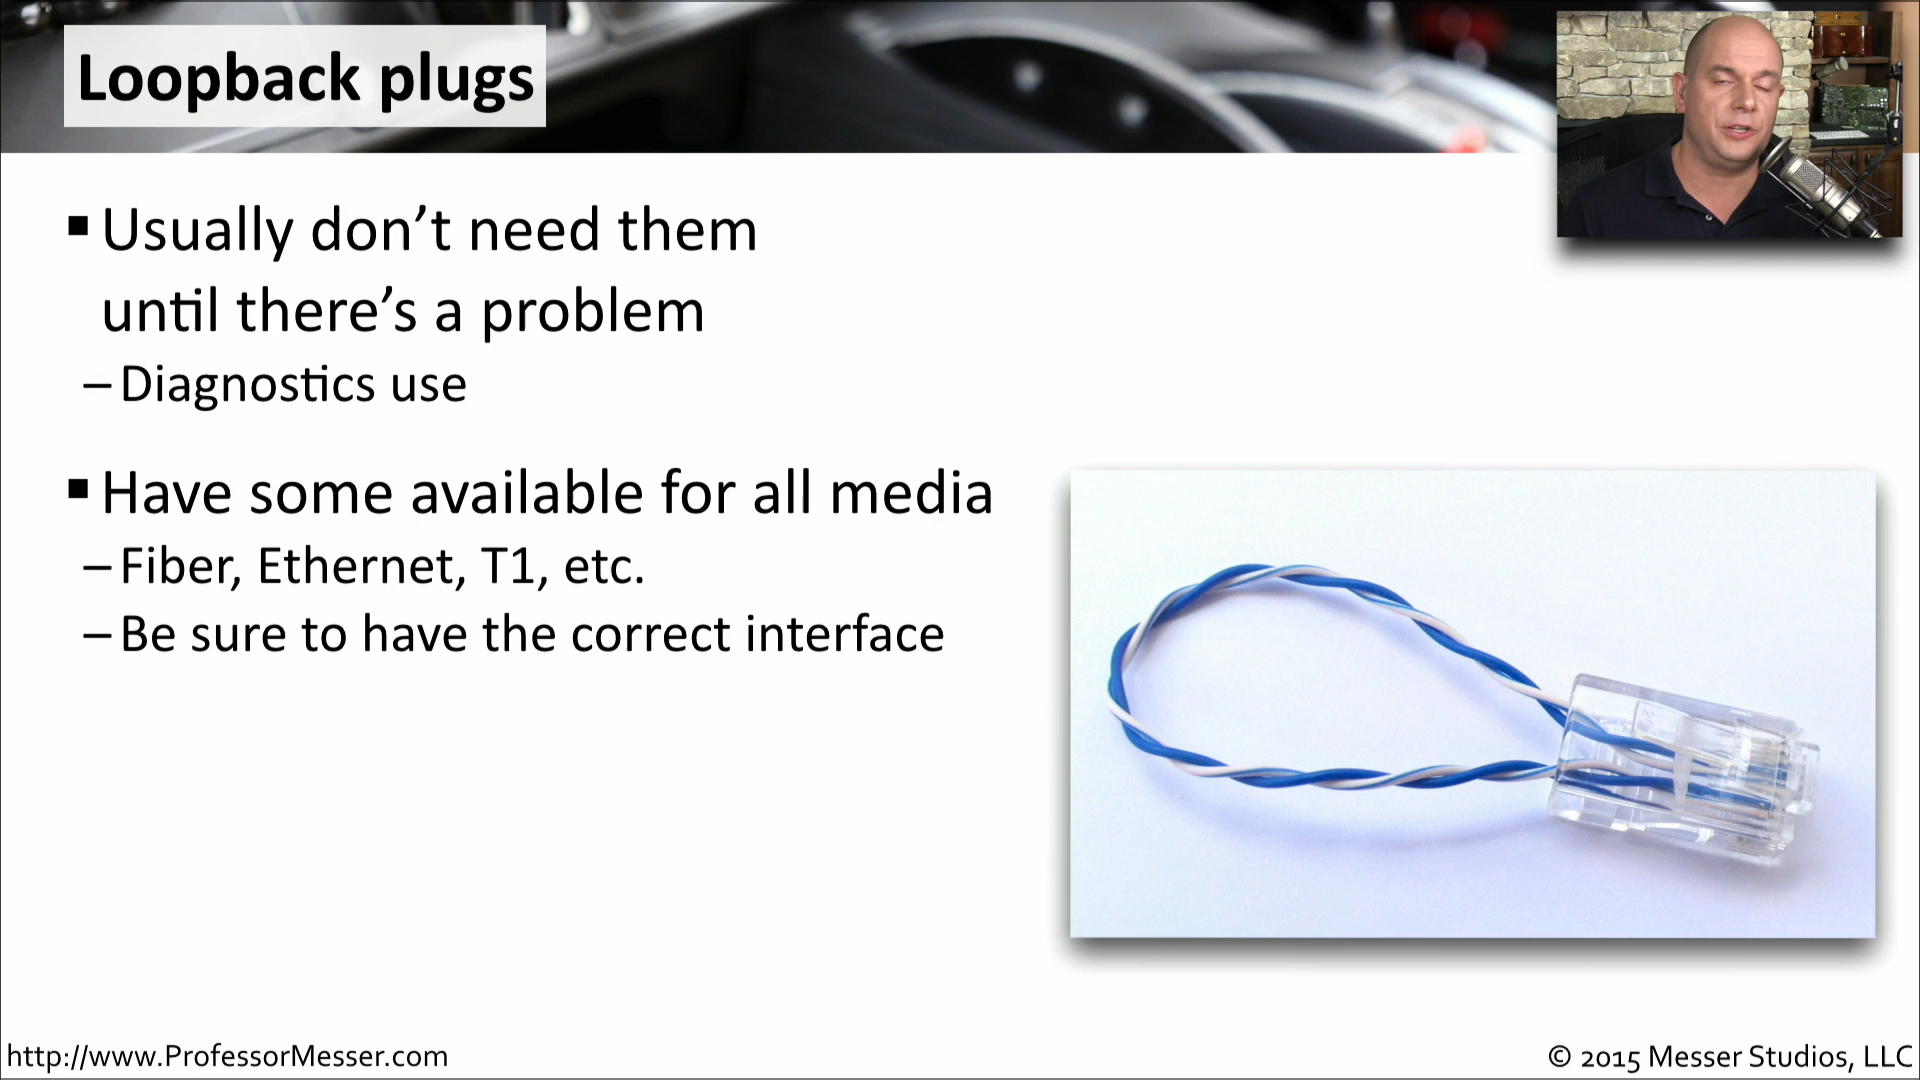 Loopback plugs
▪ Usually don’t need them
until there’s a problem
– Diagnostics use
▪ Have some available for all media
– Fiber, Ethernet, T1, etc.
– Be sure to have the correct interface
http://www.ProfessorMesser.com
© 2015 Messer Studios, LLC